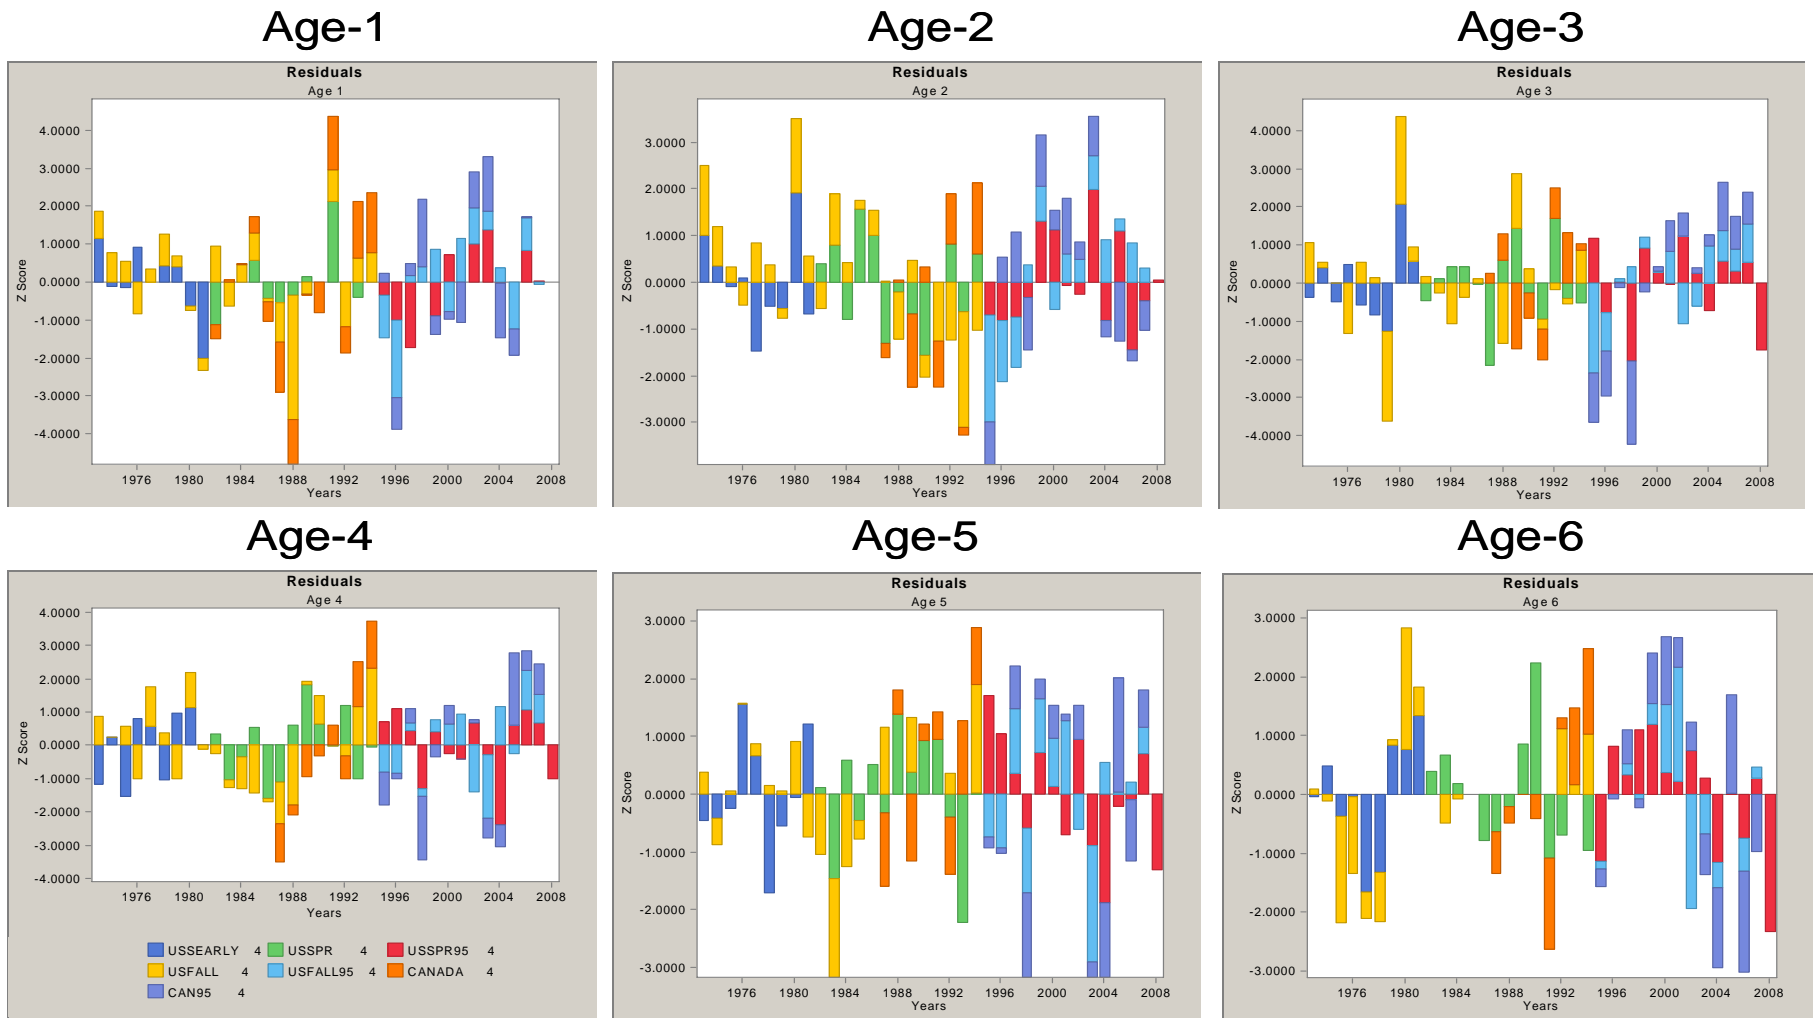 Age-1 Age-2 Age-3
Residuals
Age 1
Z Score
4.0000
3.0000
2.0000
1.0000
0.0000
-1.0000
-2.0000
-3.0000
-4.0000
1976 1980 1984 1988 1992 1996 2000 2004 2008
Years
Residuals
Age 2
Z Score
3.0000
2.0000
1.0000
0.0000
-1.0000
-2.0000
-3.0000
1976 1980 1984 1988 1992 1996 2000 2004 2008
Years
Residuals
Age 3
Z Score
4.0000
3.0000
2.0000
1.0000
0.0000
-1.0000
-2.0000
-3.0000
-4.0000
1976 1980 1984 1988 1992 1996 2000 2004 2008
Years
Age-4 Age-5 Age-6
Residuals
Age 4
Z Score
4.0000
3.0000
2.0000
1.0000
0.0000
-1.0000
-2.0000
-3.0000
-4.0000
1976 1980 1984 1988 1992 1996 2000 2004 2008
Years
USSEARLY 4 USSPR 4 USSPR95 4
USFALL 4 USFALL95 4 CANADA 4
CAN95 4
Residuals
Age 5
Z Score
3.0000
2.0000
1.0000
0.0000
-1.0000
-2.0000
-3.0000
1976 1980 1984 1988 1992 1996 2000 2004 2008
Years
Residuals
Age 6
Z Score
3.0000
2.0000
1.0000
0.0000
-1.0000
-2.0000
-3.0000
1976 1980 1984 1988 1992 1996 2000 2004 2008
Years